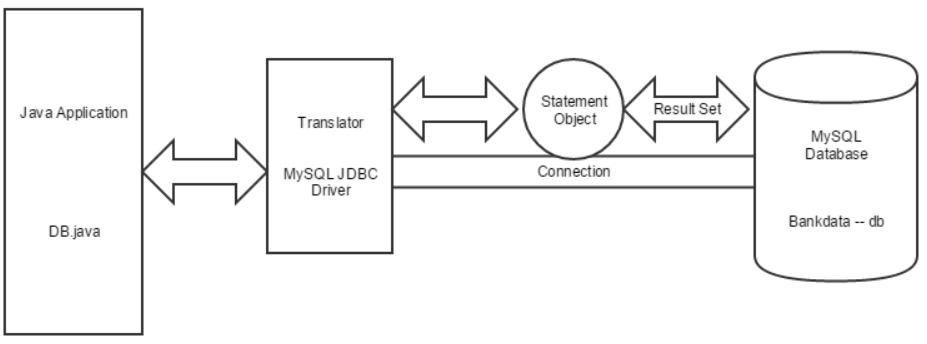 Java Application
DB.java
Translator
MySQL JDBC
Driver
Statement
Object
Result Set
Connection
MySQL
Database
Bankdata -- db